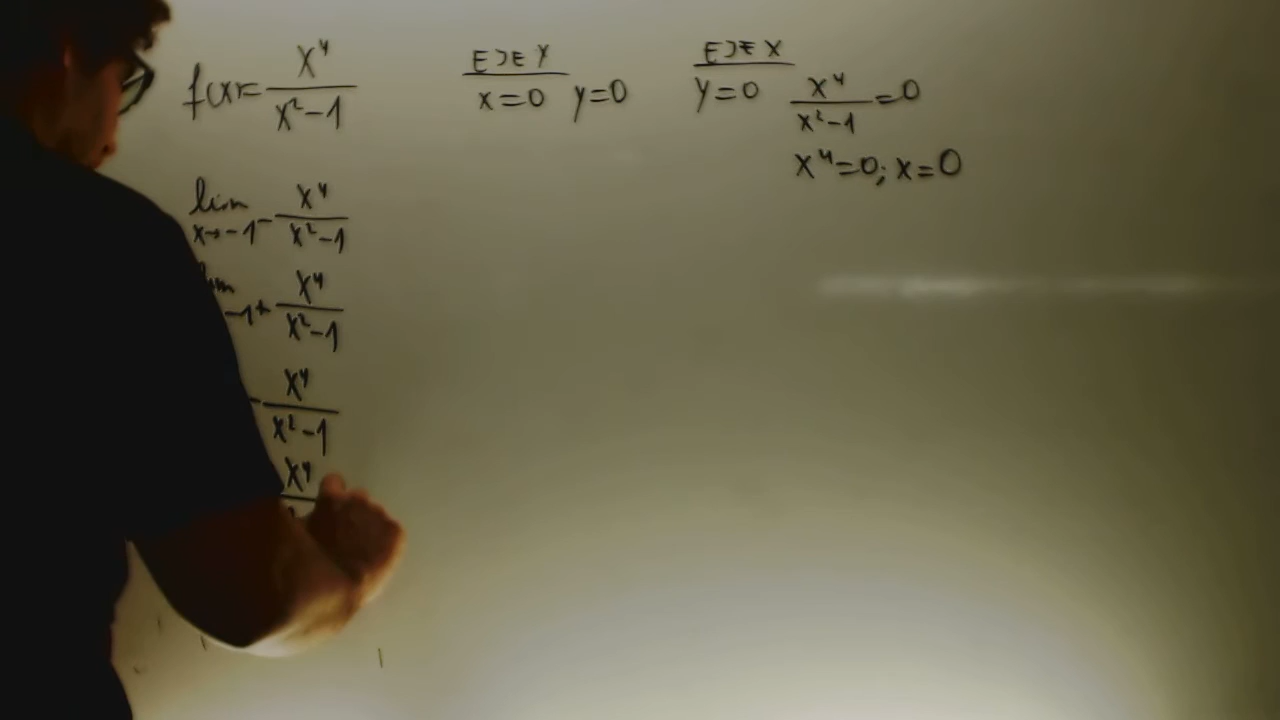 f(x)= x⁴/(x²-1)
EJE Y
x=0 y=0
EJE X
y=0 x⁴/(x²-1) =0
x⁴=0; x=0
lim x→-1⁻ x⁴/(x²-1)
-1⁺ x⁴/(x²-1)
x⁴/(x²-1)
x⁴